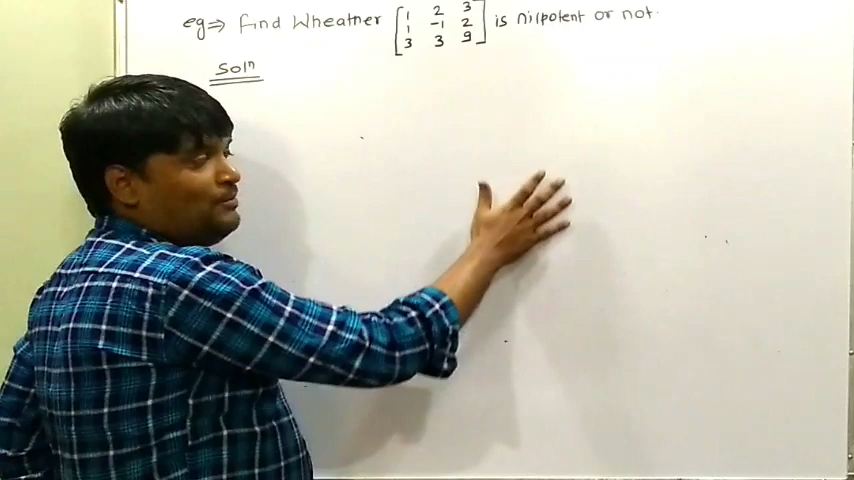 eg⇒ Find Wheather [1 2 3 is nilpotent or not.
1 -1 2
3 3 9]
Solⁿ